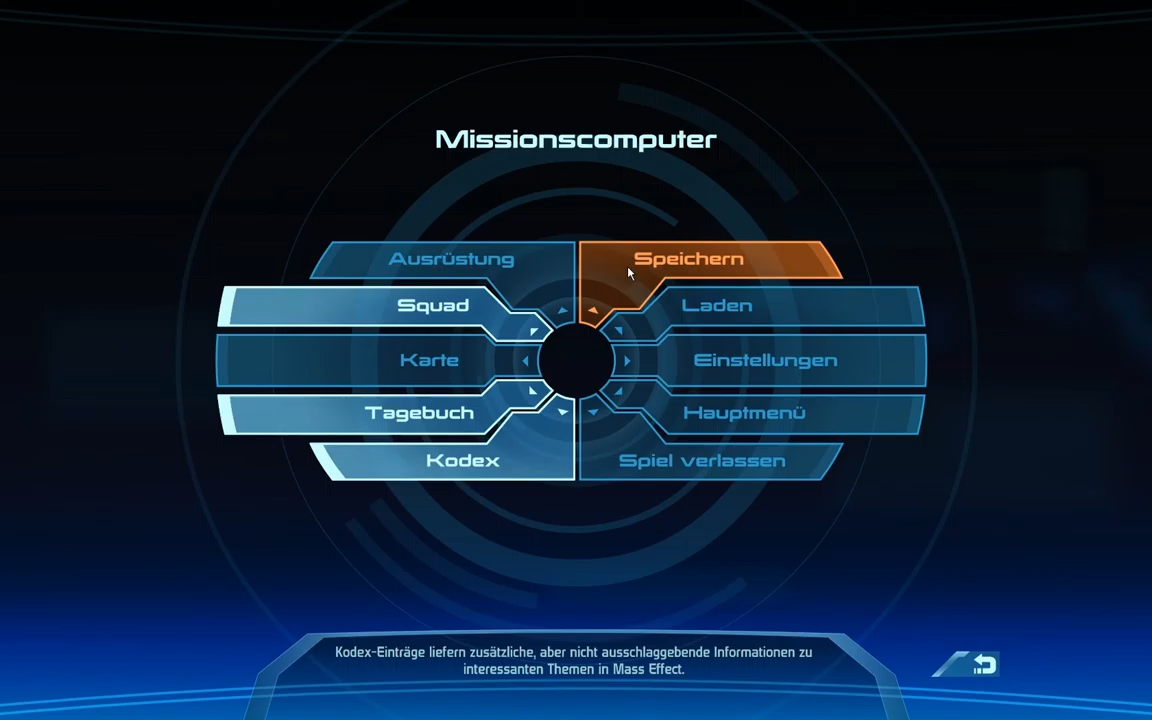 Missionscomputer
Ausrüstung
Speichern
Squad
Laden
Karte
Einstellungen
Tagebuch
Hauptmenü
Kodex
Spiel verlassen
Kodex-Einträge liefern zusätzliche, aber nicht ausschlaggebende Informationen zu
interessanten Themen in Mass Effect.